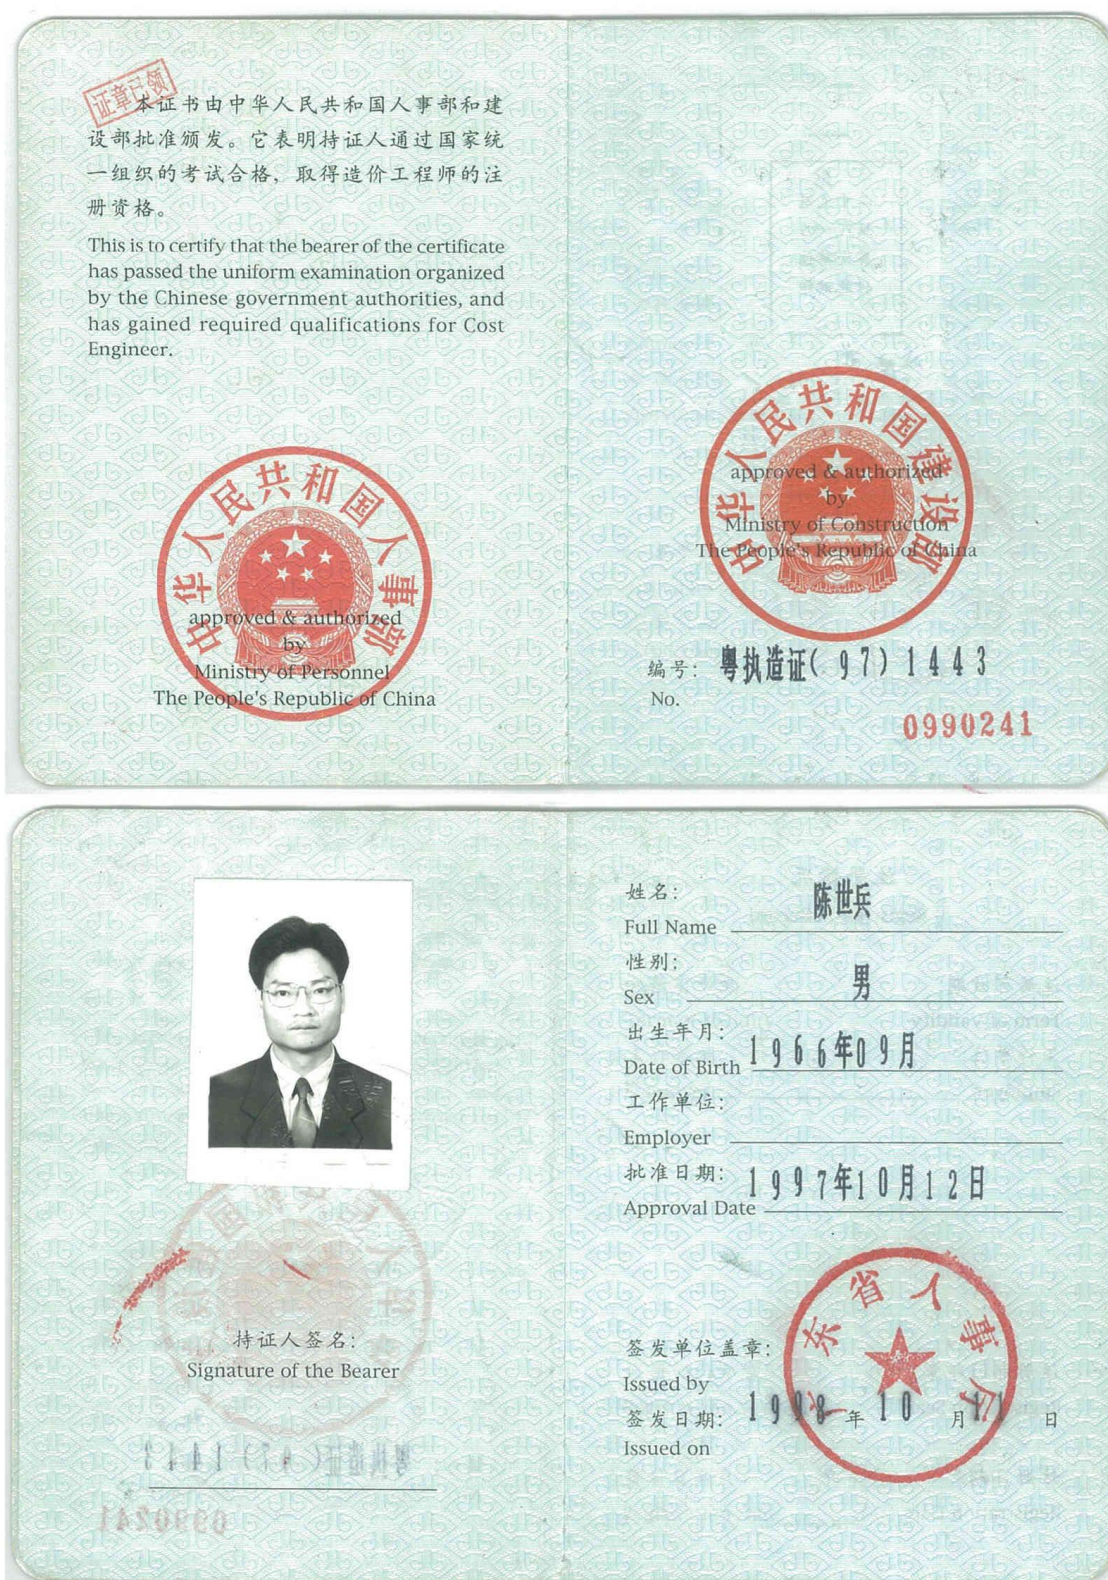 证章已领
本证书由中华人民共和国人事部和建
设部批准颁发。它表明持证人通过国家统
一组织的考试合格，取得造价工程师的注
册资格。
This is to certify that the bearer of the certificate
has passed the uniform examination organized
by the Chinese government authorities, and
has gained required qualifications for Cost
Engineer.
中华人民共和国人事部
approved & authorized
by
Ministry of Personnel
The People's Republic of China
中华人民共和国建设部
approved & authorized
by
Ministry of Construction
The People's Republic of China
编号: 粤执造证(97)1443
No.
0990241
持证人签名:
Signature of the Bearer
姓名: 陈世兵
Full Name
性别: 男
Sex
出生年月: 1966年09月
Date of Birth
工作单位:
Employer
批准日期: 1997年10月12日
Approval Date
广东省人事厅
签发单位盖章:
Issued by
签发日期: 1998 年 10 月 11 日
Issued on